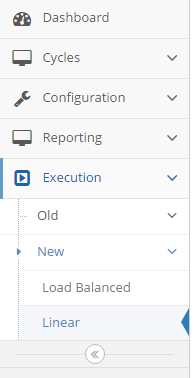 Dashboard
Cycles
Configuration
Reporting
Execution
Old
New
Load Balanced
Linear